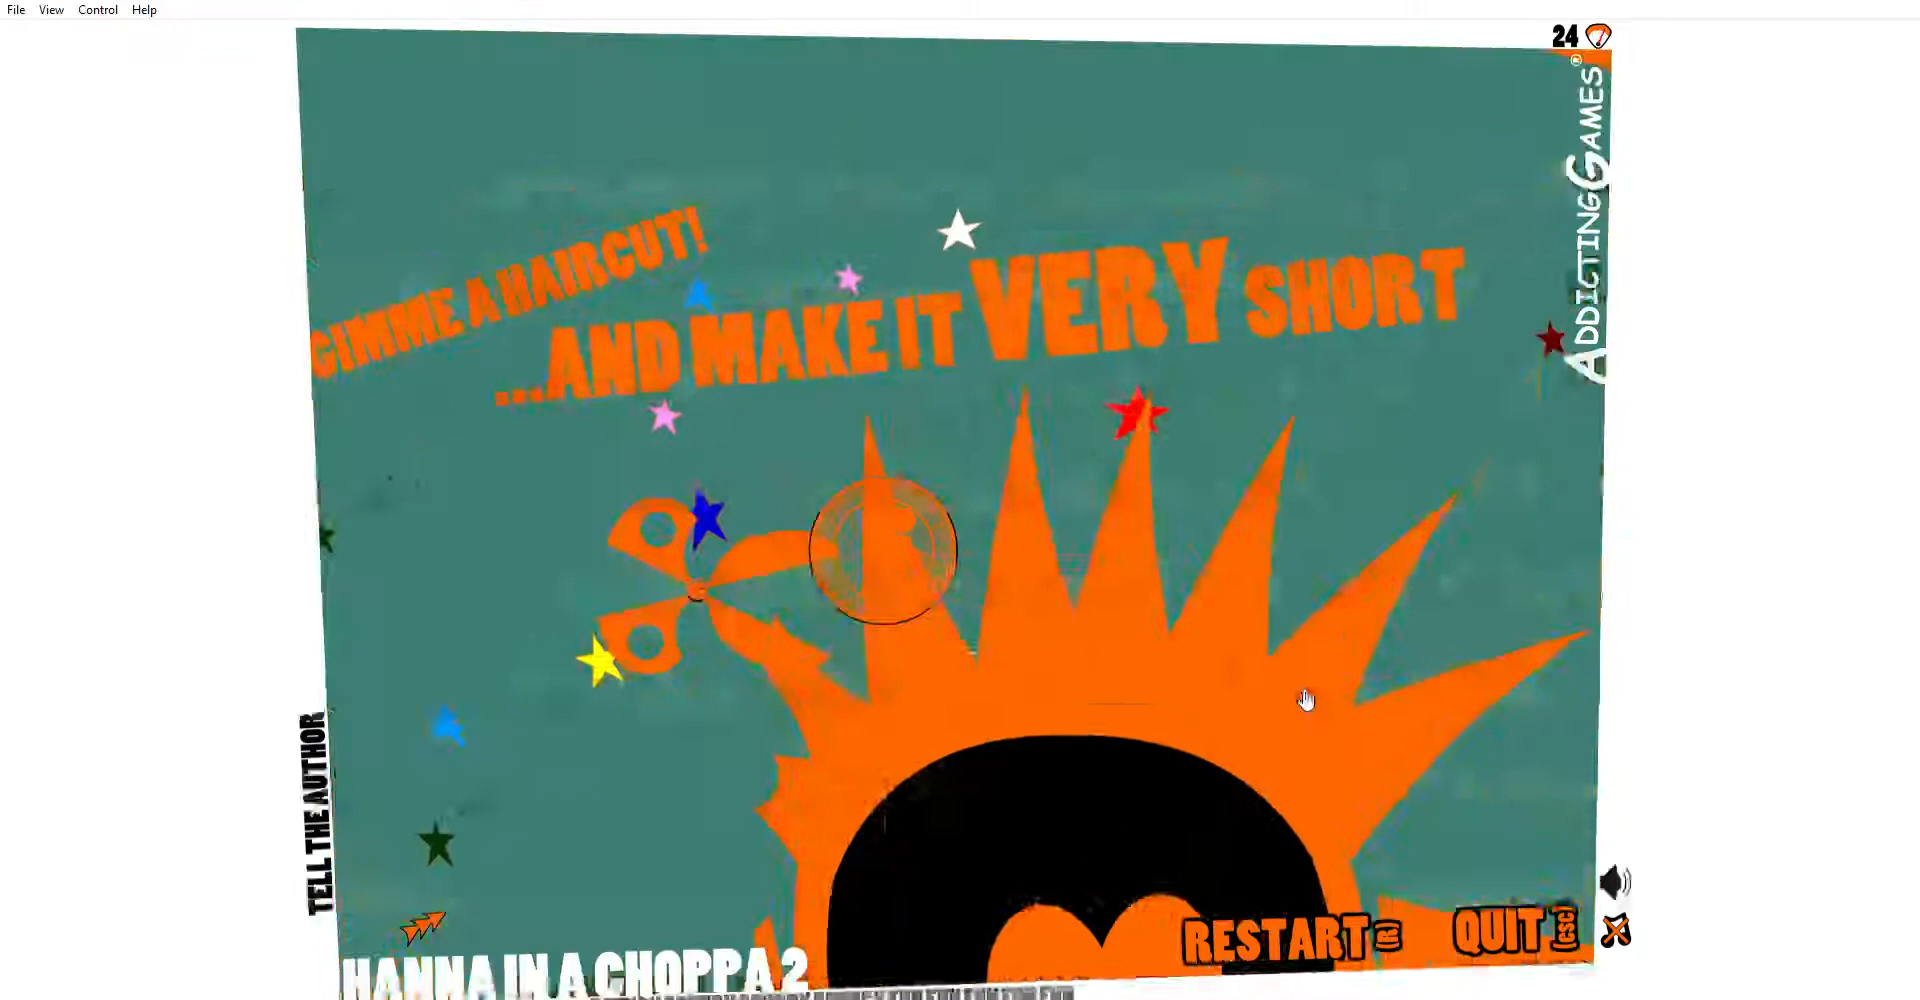 File View Control Help
24
ADDICTINGGAMES®
GIMME A HAIRCUT!
...AND MAKE IT VERY SHORT
TELL THE AUTHOR
RESTART (R) QUIT (ESC)
HANNA IN A CHOPPA 2